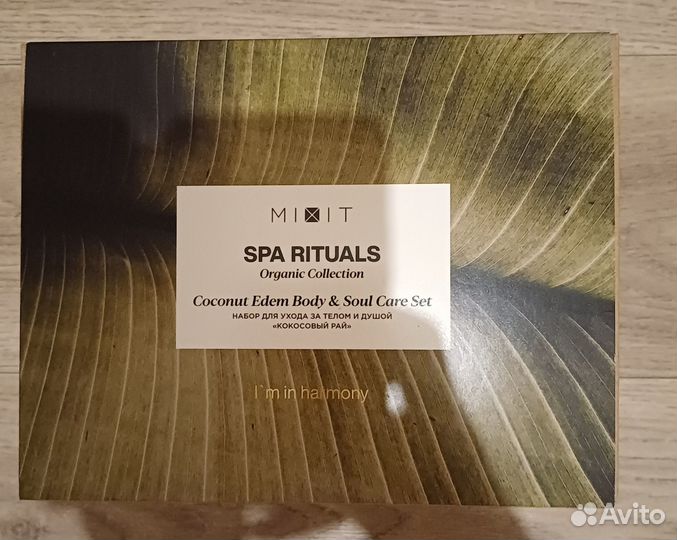 MIXIT
SPA RITUALS
Organic Collection
Coconut Edem Body & Soul Care Set
НАБОР ДЛЯ УХОДА ЗА ТЕЛОМ И ДУШОЙ
«КОКОСОВЫЙ РАЙ»
I`m in harmony
Avito